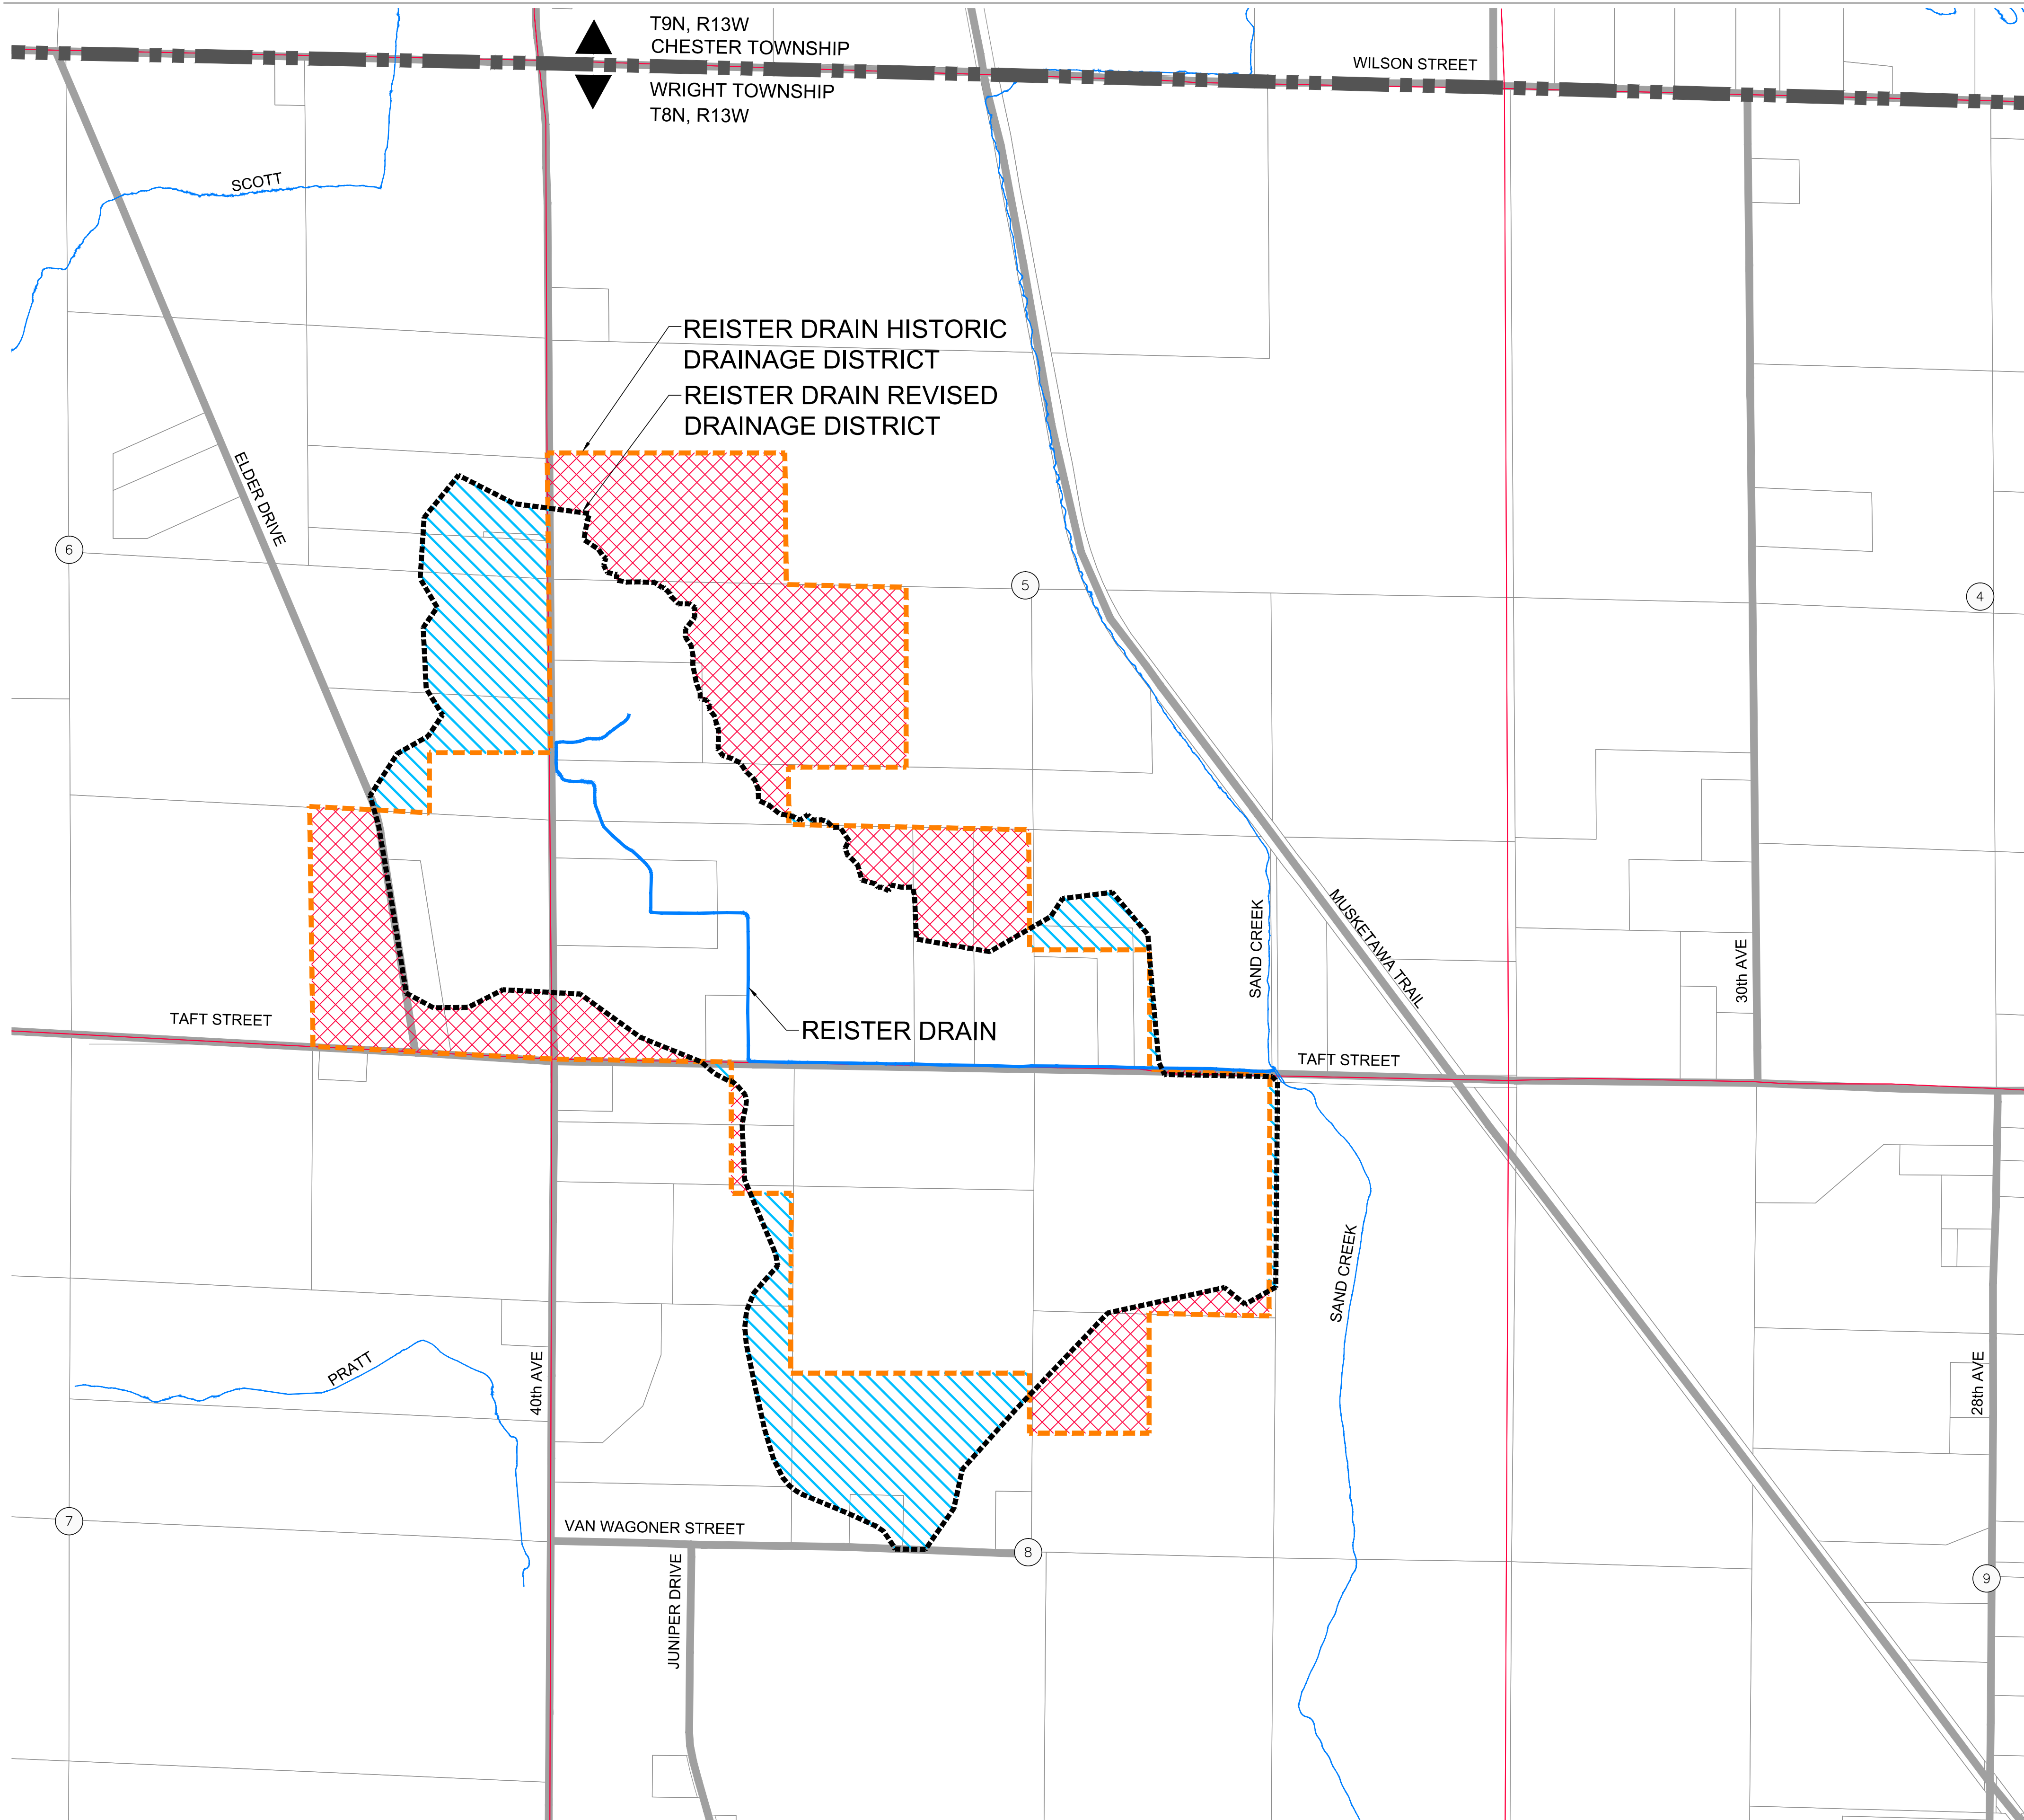 T9N, R13W
CHESTER TOWNSHIP
WILSON STREET
WRIGHT TOWNSHIP
T8N, R13W
SCOTT
REISTER DRAIN HISTORIC
DRAINAGE DISTRICT
REISTER DRAIN REVISED
DRAINAGE DISTRICT
ELDER DRIVE
6
5
4
SAND CREEK
MUSKETAWA TRAIL
30th AVE
TAFT STREET
REISTER DRAIN
TAFT STREET
SAND CREEK
PRATT
40th AVE
28th AVE
7
VAN WAGONER STREET
8
9
JUNIPER DRIVE